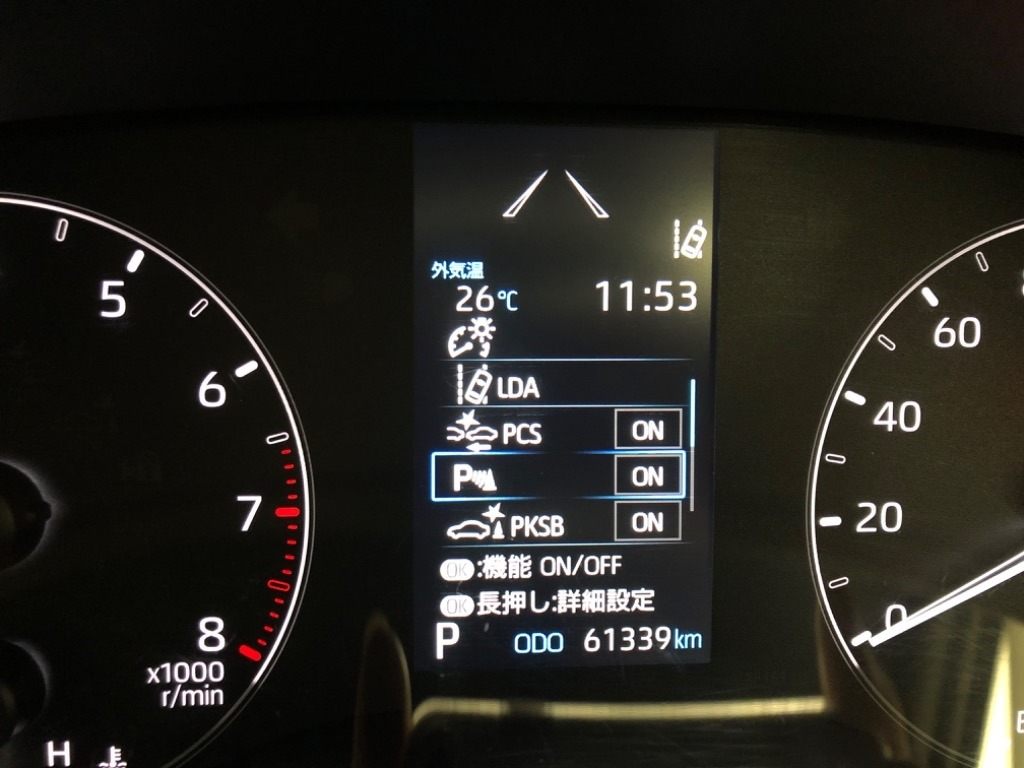 5
6
7
8
x1000
r/min
H
外気温
26℃ 11:53
LDA
PCS ON
P ON
PKSB ON
OK:機能 ON/OFF
OK長押し:詳細設定
P ODO 61339km
60
40
20
0